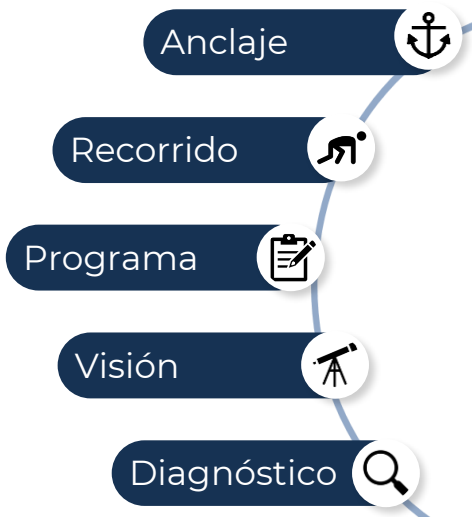 Anclaje
Recorrido
Programa
Visión
Diagnóstico